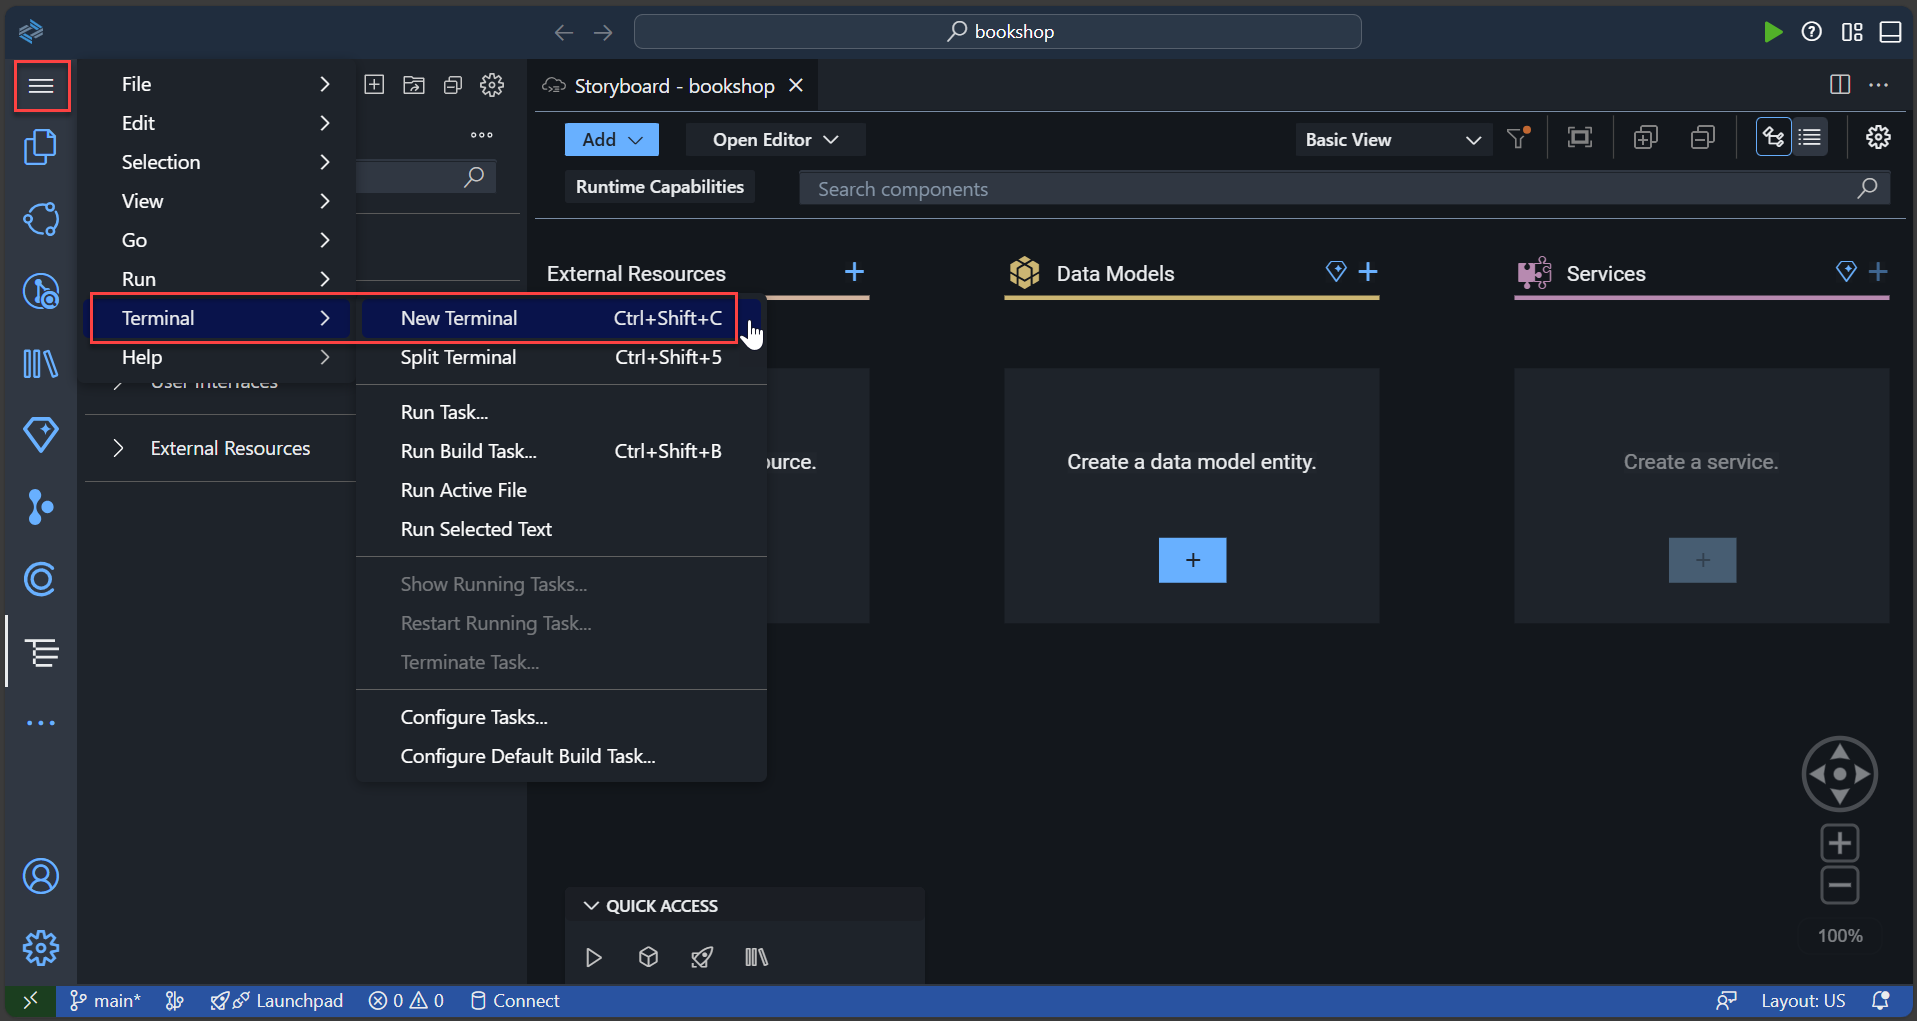 bookshop
File
Edit
Selection
View
Go
Run
Terminal
Help
New Terminal Ctrl+Shift+C
Split Terminal Ctrl+Shift+5
Run Task...
Run Build Task... Ctrl+Shift+B
Run Active File
Run Selected Text
Show Running Tasks...
Restart Running Task...
Terminate Task...
Configure Tasks...
Configure Default Build Task...
User Interfaces
External Resources
Storyboard - bookshop
Add
Open Editor
Basic View
Runtime Capabilities
Search components
External Resources
Data Models
Services
Create a data model entity.
Create a service.
QUICK ACCESS
100%
main* Launchpad 0 0 Connect Layout: US